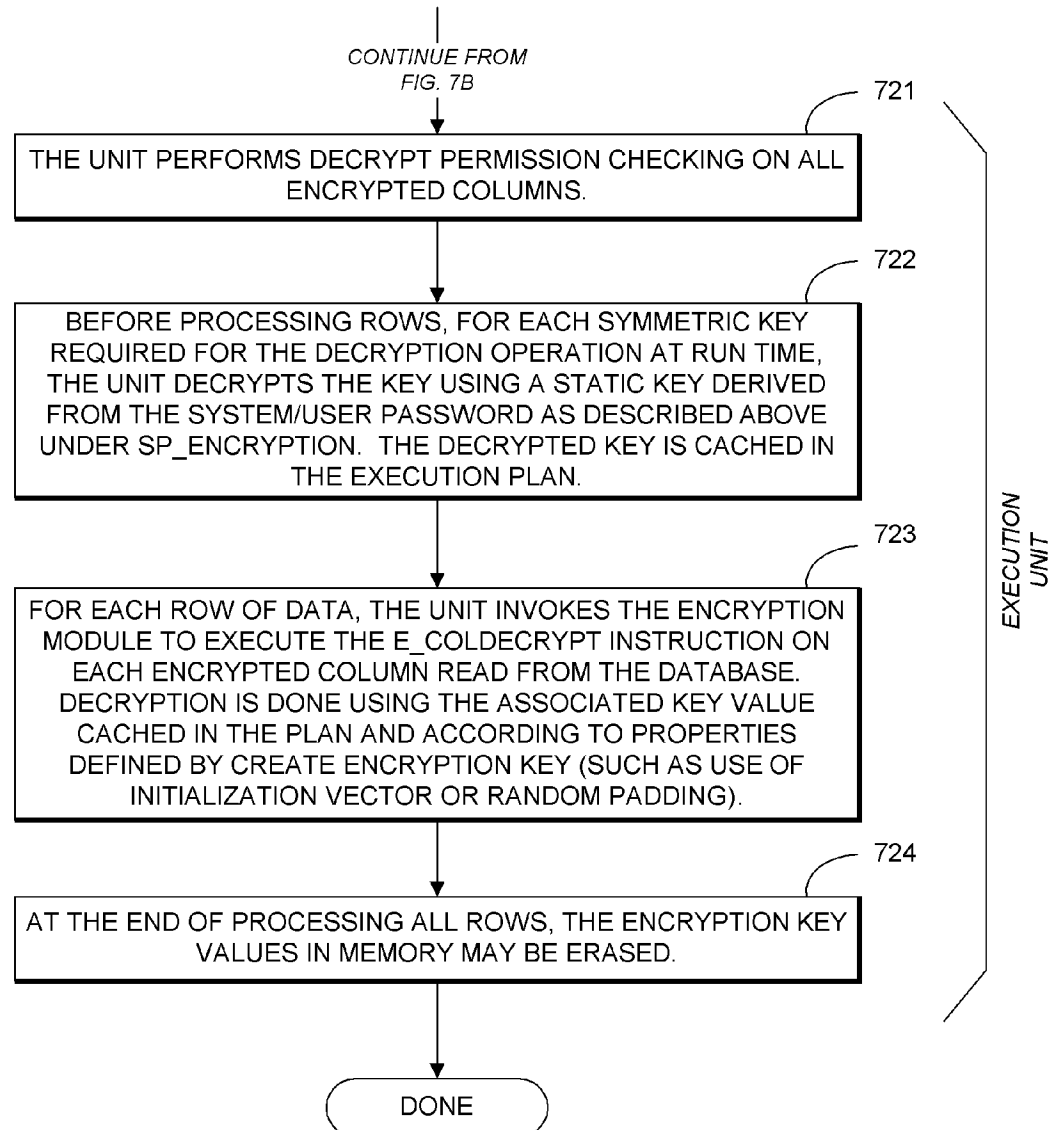 CONTINUE FROM
FIG. 7B
721
THE UNIT PERFORMS DECRYPT PERMISSION CHECKING ON ALL
ENCRYPTED COLUMNS.
722
BEFORE PROCESSING ROWS, FOR EACH SYMMETRIC KEY
REQUIRED FOR THE DECRYPTION OPERATION AT RUN TIME,
THE UNIT DECRYPTS THE KEY USING A STATIC KEY DERIVED
FROM THE SYSTEM/USER PASSWORD AS DESCRIBED ABOVE
UNDER SP_ENCRYPTION. THE DECRYPTED KEY IS CACHED IN
THE EXECUTION PLAN.
723
FOR EACH ROW OF DATA, THE UNIT INVOKES THE ENCRYPTION
MODULE TO EXECUTE THE E_COLDECRYPT INSTRUCTION ON
EACH ENCRYPTED COLUMN READ FROM THE DATABASE.
DECRYPTION IS DONE USING THE ASSOCIATED KEY VALUE
CACHED IN THE PLAN AND ACCORDING TO PROPERTIES
DEFINED BY CREATE ENCRYPTION KEY (SUCH AS USE OF
INITIALIZATION VECTOR OR RANDOM PADDING).
724
AT THE END OF PROCESSING ALL ROWS, THE ENCRYPTION KEY
VALUES IN MEMORY MAY BE ERASED.
DONE
EXECUTION
UNIT